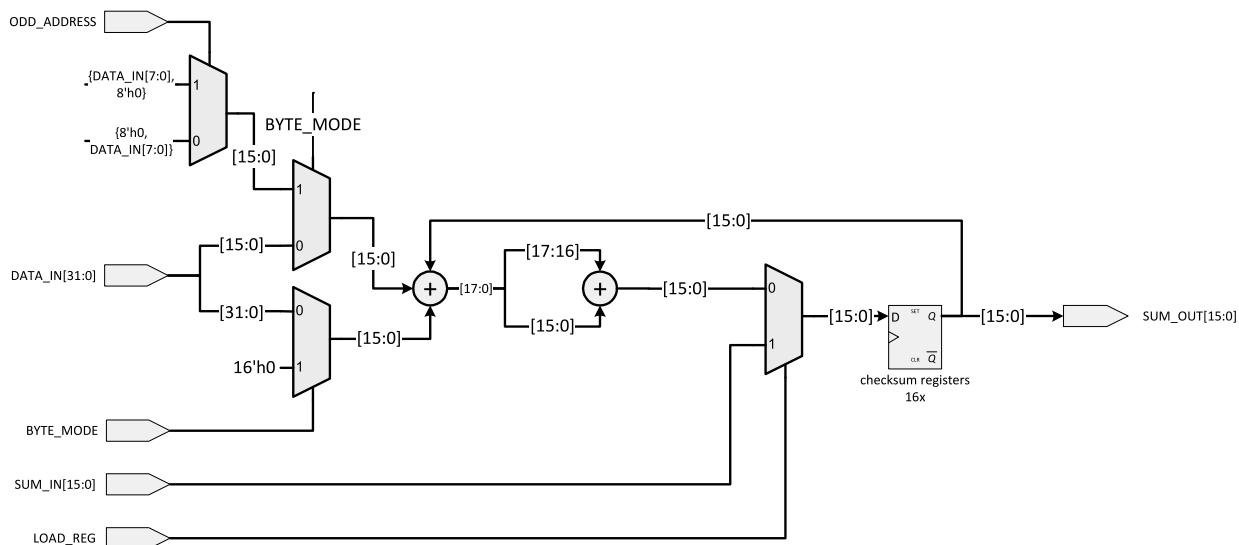 ODD_ADDRESS
{DATA_IN[7:0],
8'h0}
1
{8'h0,
DATA_IN[7:0]}
0
BYTE_MODE
[15:0]
1
[15:0]
0
[15:0]
[15:0]
DATA_IN[31:0]
[17:16]
+
[17:0]
+
[15:0]
0
[31:0]
0
[15:0]
[15:0]
D
SET
Q
[15:0]
SUM_OUT[15:0]
[15:0]
1
CLR
Q
16'h0
1
checksum registers
16x
BYTE_MODE
SUM_IN[15:0]
LOAD_REG